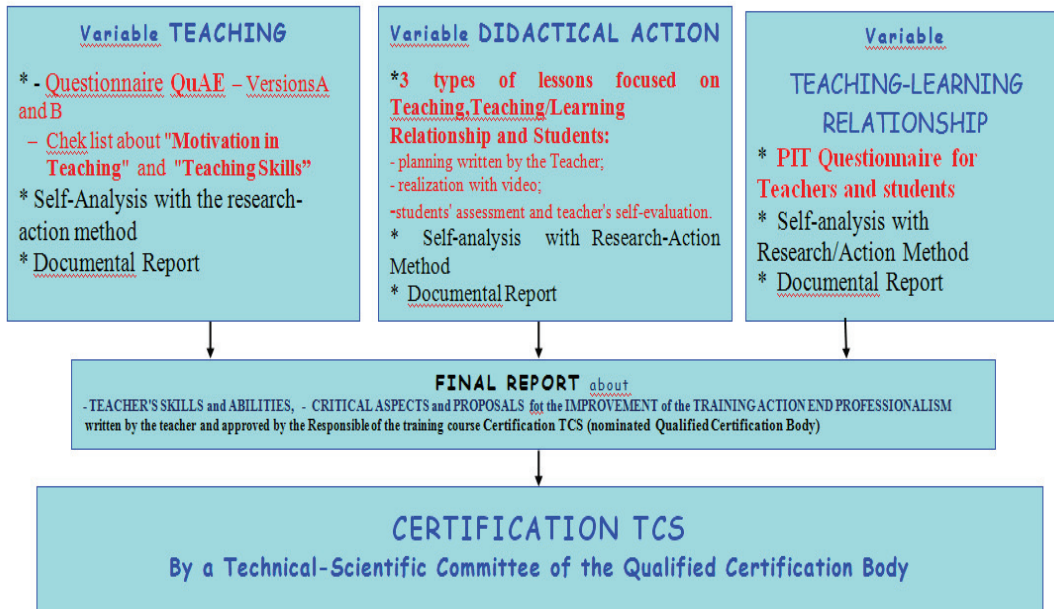 Variable TEACHING
* - Questionnaire QuAE – VersionsA
and B
– Chek list about "Motivation in
Teaching" and "Teaching Skills”
* Self-Analysis with the research-
action method
* Documental Report
Variable DIDACTICAL ACTION
*3 types of lessons focused on
Teaching,Teaching/Learning
Relationship and Students:
- planning written by the Teacher;
- realization with video;
-students' assessment and teacher's self-evaluation.
* Self-analysis with Research-Action
Method
* Documental Report
Variable
TEACHING-LEARNING
RELATIONSHIP
* PIT Questionnaire for
Teachers and students
* Self-analysis with
Research/Action Method
* Documental Report
FINAL REPORT about
- TEACHER'S SKILLS and ABILITIES, - CRITICAL ASPECTS and PROPOSALS fot the IMPROVEMENT of the TRAINING ACTION END PROFESSIONALISM
written by the teacher and approved by the Responsible of the training course Certification TCS (nominated Qualified Certification Body)
CERTIFICATION TCS
By a Technical-Scientific Committee of the Qualified Certification Body